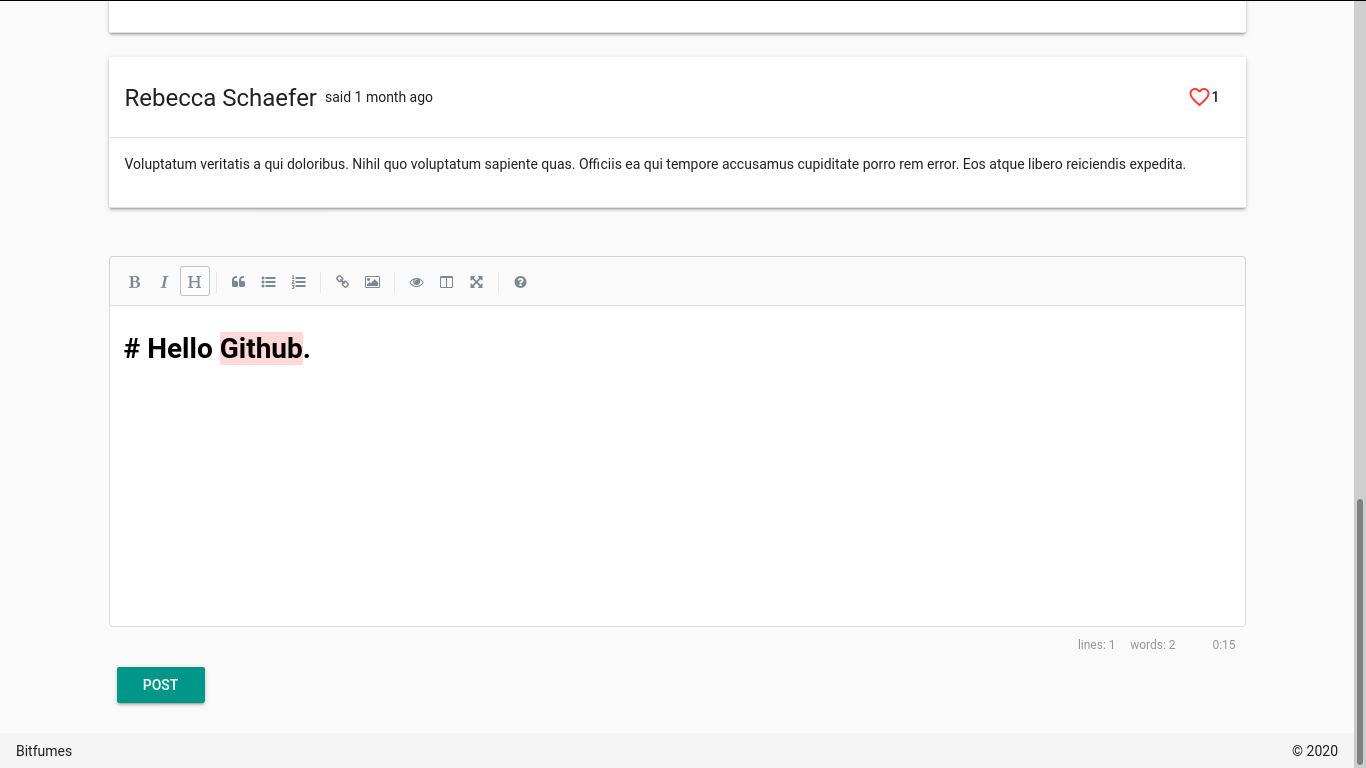 Rebecca Schaefer said 1 month ago 1
Voluptatum veritatis a qui doloribus. Nihil quo voluptatum sapiente quas. Officiis ea qui tempore accusamus cupiditate porro rem error. Eos atque libero reiciendis expedita.
B I H
# Hello Github.
lines: 1 words: 2 0:15
POST
Bitfumes © 2020